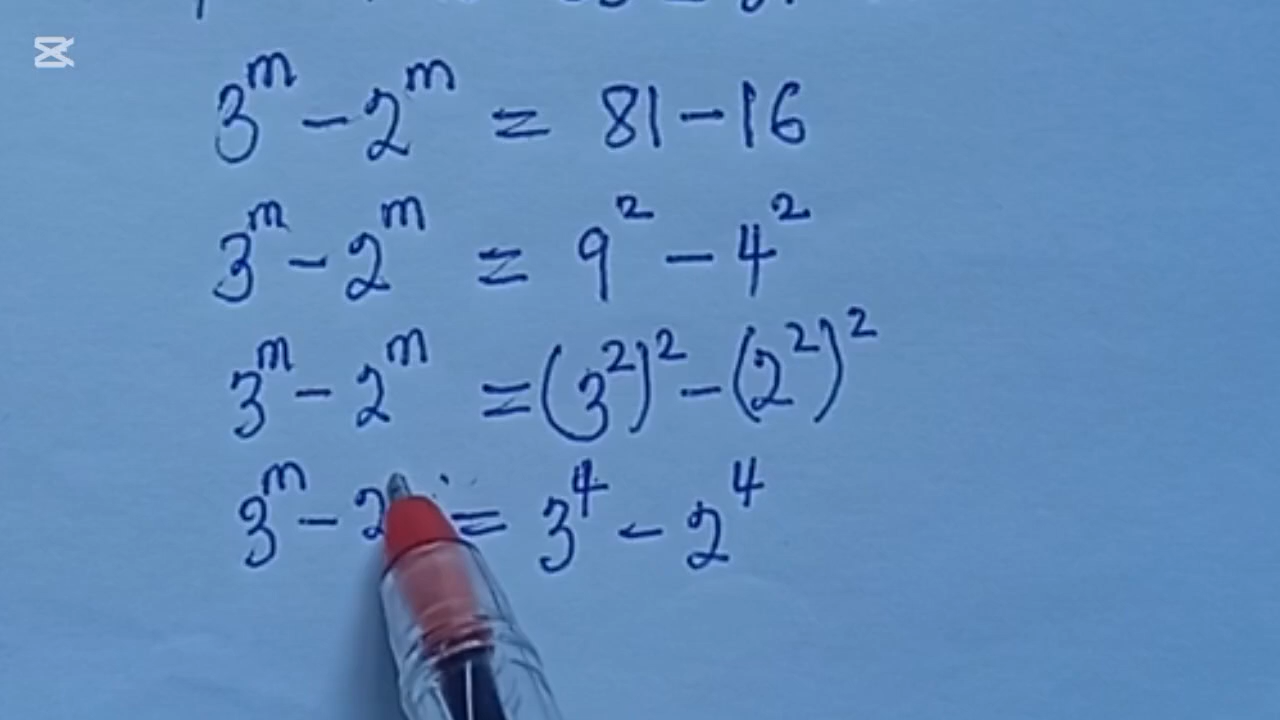 3^m - 2^m = 81 - 16
3^m - 2^m = 9^2 - 4^2
3^m - 2^m = (3^2)^2 - (2^2)^2
3^m - 2 = 3^4 - 2^4